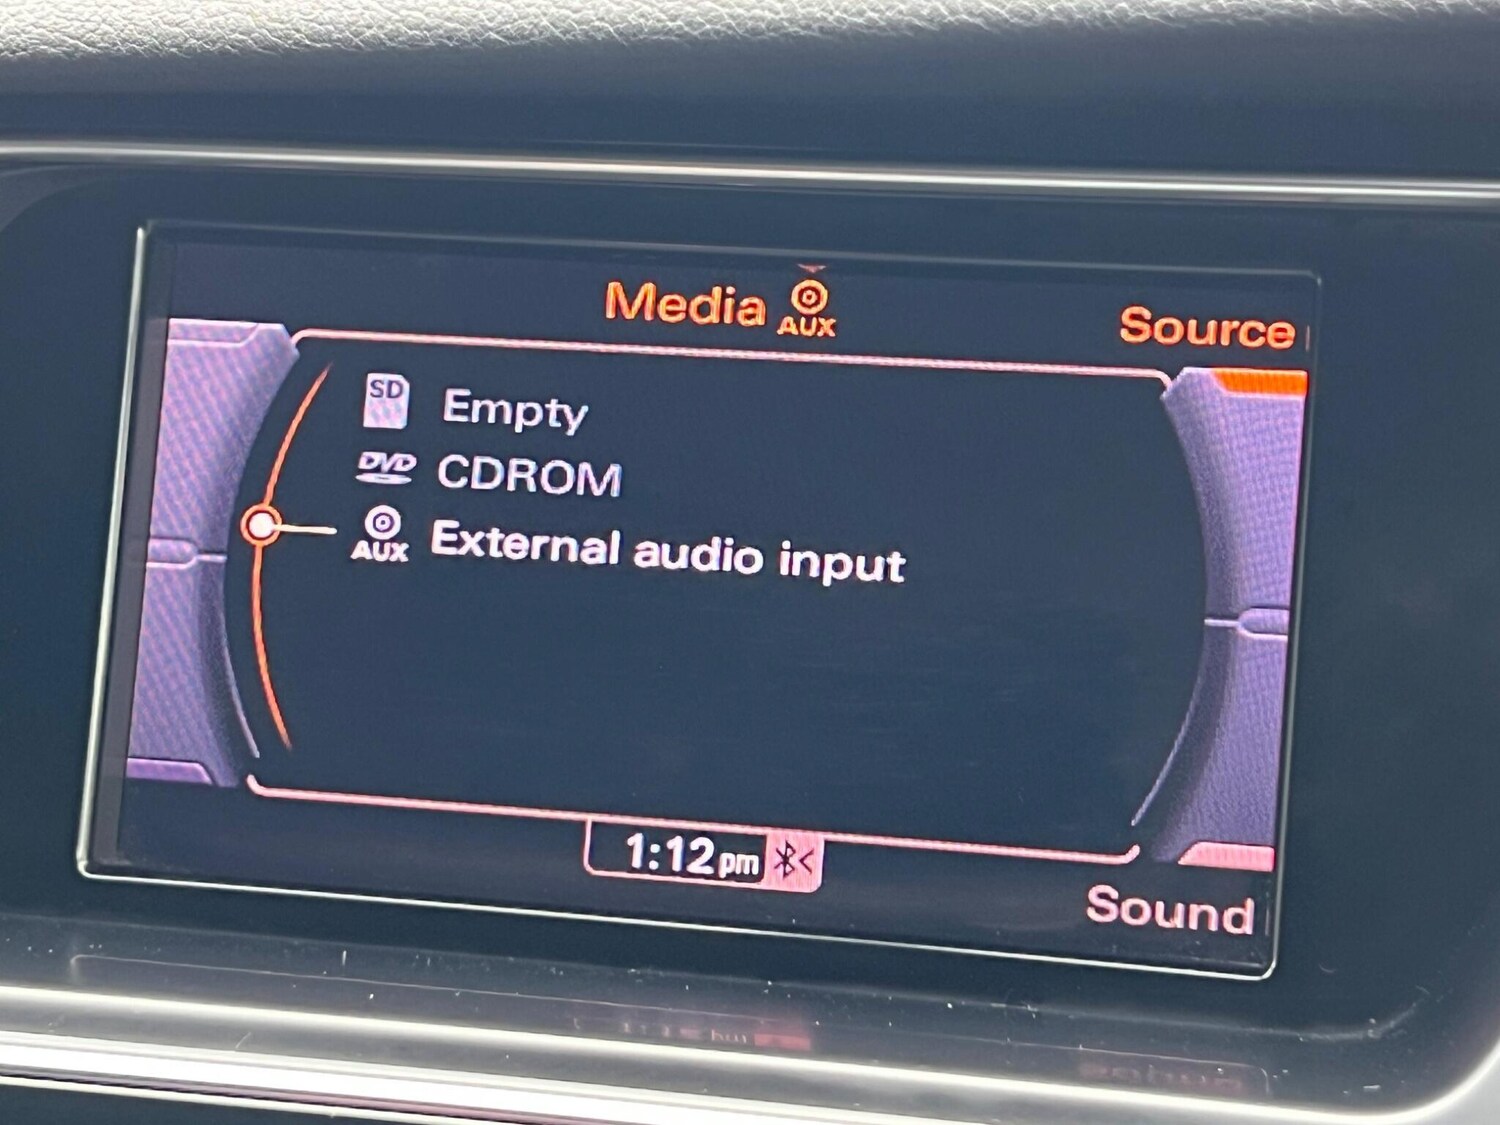 Media AUX
Source
SD Empty
DVD CDROM
AUX External audio input
1:12pm
Sound